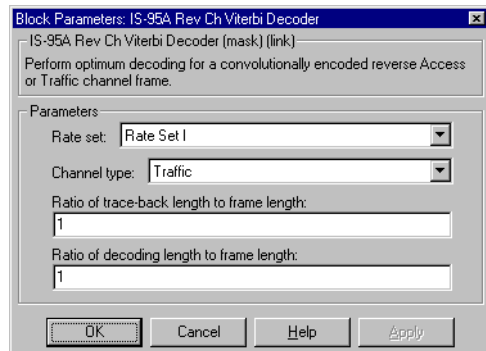 Block Parameters: IS-95A Rev Ch Viterbi Decoder
IS-95A Rev Ch Viterbi Decoder (mask) (link)
Perform optimum decoding for a convolutionally encoded reverse Access
or Traffic channel frame.
Parameters
Rate set: Rate Set I
Channel type: Traffic
Ratio of trace-back length to frame length:
1
Ratio of decoding length to frame length:
1
OK Cancel Help Apply